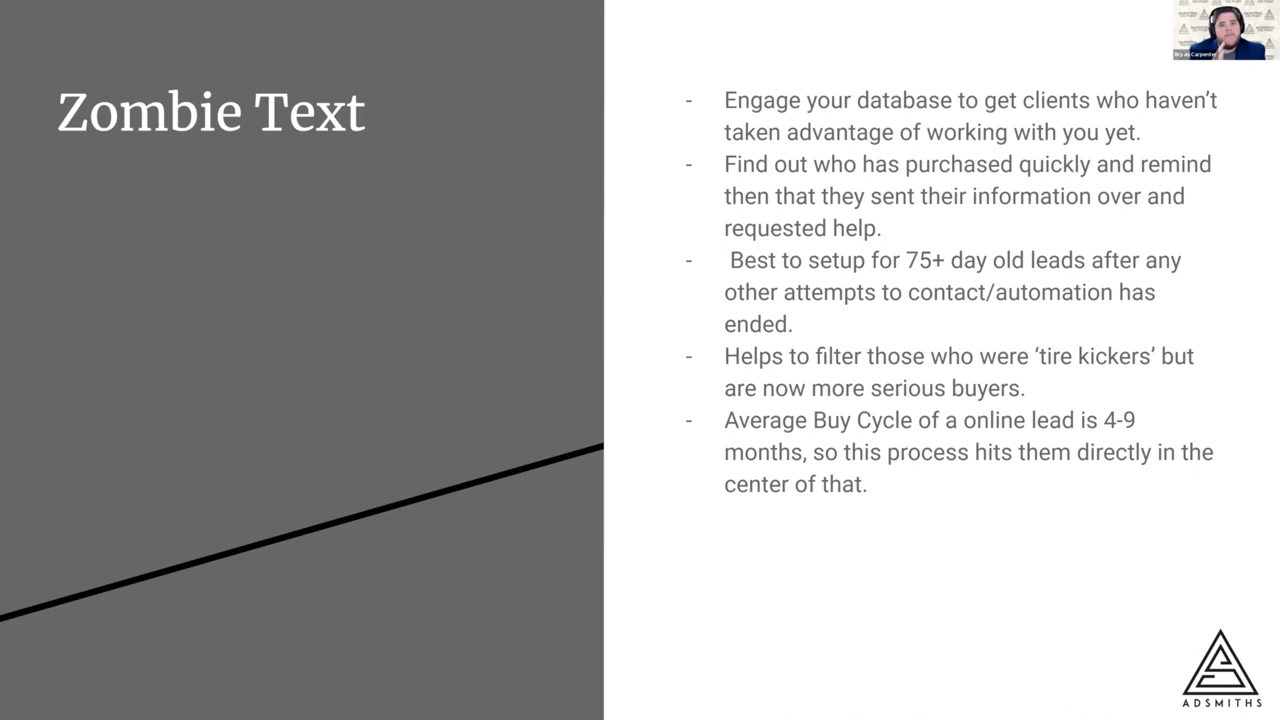 Zombie Text
- Engage your database to get clients who haven’t
taken advantage of working with you yet.
- Find out who has purchased quickly and remind
then that they sent their information over and
requested help.
- Best to setup for 75+ day old leads after any
other attempts to contact/automation has
ended.
- Helps to filter those who were ‘tire kickers’ but
are now more serious buyers.
- Average Buy Cycle of a online lead is 4-9
months, so this process hits them directly in the
center of that.
Bryan Carpenter
ADSMITHS